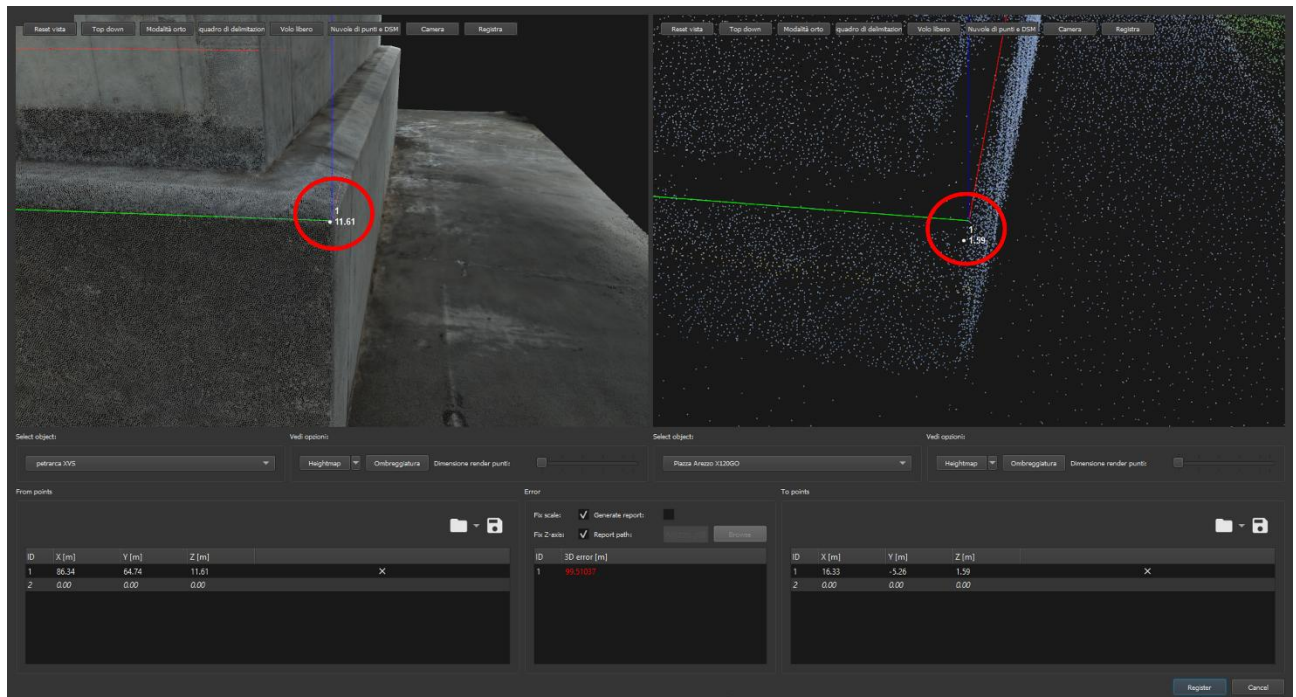 Reset vista Top down Modalità orto quadro di delimitazion Volo libero Nuvole di punti e DSM Camera Registra
1
11.61
Reset vista Top down Modalità orto quadro di delimitazion Volo libero Nuvole di punti e DSM Camera Registra
1
1.59
Select object: Vedi opzioni: Select object: Vedi opzioni:
petrarca XVS Heightmap Ombreggiatura Dimensione render punti: Piazza Arezzo X120GO Heightmap Ombreggiatura Dimensione render punti:
From points Error To points
Fix scale: Generate report:
Fix Z-axis: Report path: Browse
ID X [m] Y [m] Z [m] ID 3D error [m] ID X [m] Y [m] Z [m]
1 86.34 64.74 11.61 1 99.51037 1 16.33 -5.26 1.59
2 0.00 0.00 0.00 2 0.00 0.00 0.00
Register Cancel